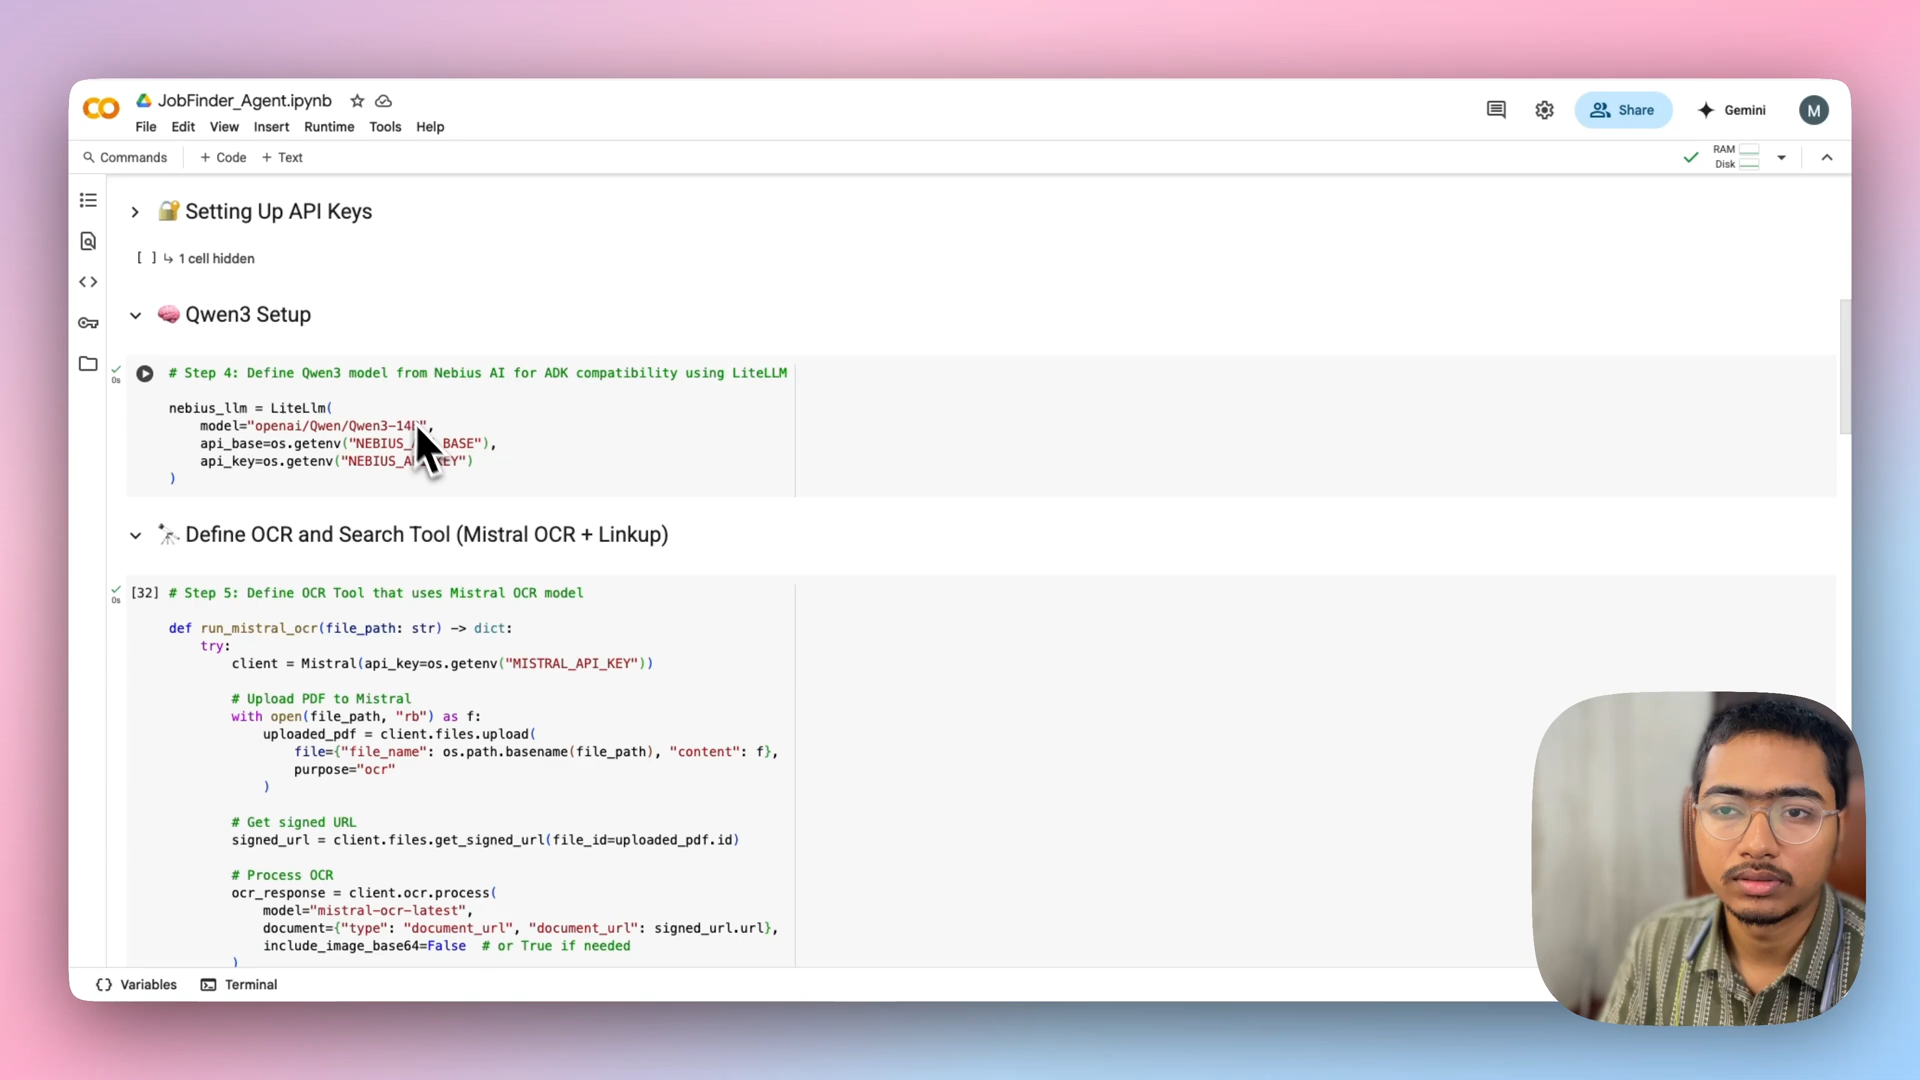 JobFinder_Agent.ipynb
File Edit View Insert Runtime Tools Help
Share
Gemini
M
Commands + Code + Text
RAM
Disk
Setting Up API Keys
[ ] ↳ 1 cell hidden
Qwen3 Setup
0s
# Step 4: Define Qwen3 model from Nebius AI for ADK compatibility using LiteLLM
nebius_llm = LiteLlm(
model="openai/Qwen/Qwen3-14B",
api_base=os.getenv("NEBIUS_ BASE"),
api_key=os.getenv("NEBIUS_ KEY")
)
Define OCR and Search Tool (Mistral OCR + Linkup)
0s
[32] # Step 5: Define OCR Tool that uses Mistral OCR model
def run_mistral_ocr(file_path: str) -> dict:
try:
client = Mistral(api_key=os.getenv("MISTRAL_API_KEY"))
# Upload PDF to Mistral
with open(file_path, "rb") as f:
uploaded_pdf = client.files.upload(
file={"file_name": os.path.basename(file_path), "content": f},
purpose="ocr"
)
# Get signed URL
signed_url = client.files.get_signed_url(file_id=uploaded_pdf.id)
# Process OCR
ocr_response = client.ocr.process(
model="mistral-ocr-latest",
document={"type": "document_url", "document_url": signed_url.url},
include_image_base64=False # or True if needed
)
{} Variables Terminal